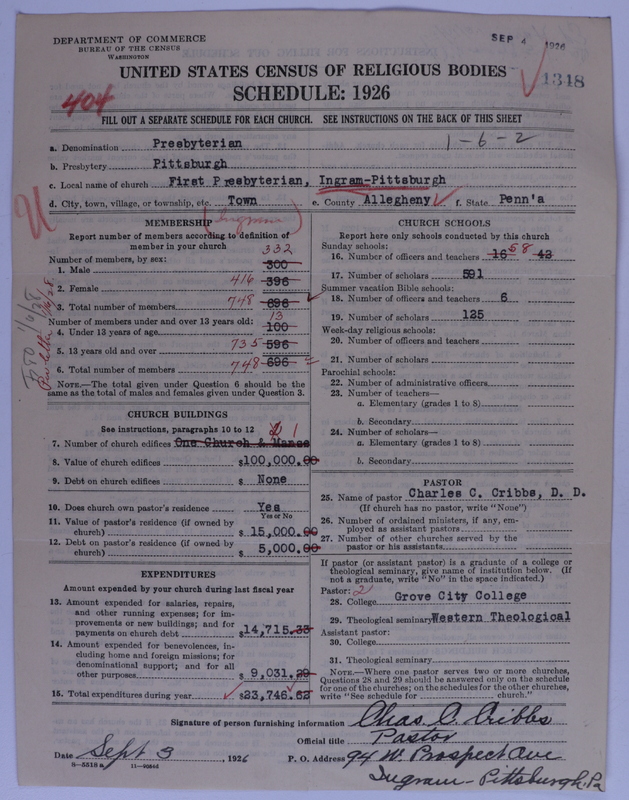 DEPARTMENT OF COMMERCE
BUREAU OF THE CENSUS
WASHINGTON
SEP 4 1926
1348
UNITED STATES CENSUS OF RELIGIOUS BODIES
SCHEDULE: 1926
404
FILL OUT A SEPARATE SCHEDULE FOR EACH CHURCH. SEE INSTRUCTIONS ON THE BACK OF THIS SHEET
a. Denomination Presbyterian 1-6-2
b. Presbytery Pittsburgh
c. Local name of church First Presbyterian, Ingram-Pittsburgh
d. City, town, village, or township, etc. Town e. County Allegheny f. State Penn'a
(Ingram)
MEMBERSHIP
Report number of members according to definition of
member in your church
Number of members, by sex: 332
1. Male 300
2. Female 416 396
3. Total number of members 748 696
Number of members under and over 13 years old: 13
4. Under 13 years of age 100
5. 13 years old and over 735 596
6. Total number of members 748 696
NOTE.—The total given under Question 6 should be the
same as the total of males and females given under Question 3.
CHURCH BUILDINGS
See instructions, paragraphs 10 to 12 1
7. Number of church edifices One Church & Manse
8. Value of church edifices $100,000.00
9. Debt on church edifices $ None
10. Does church own pastor's residence Yes
Yes or No
11. Value of pastor's residence (if owned by
church) $ 15,000.00
12. Debt on pastor's residence (if owned by
church) $ 5,000.00
EXPENDITURES
Amount expended by your church during last fiscal year
13. Amount expended for salaries, repairs,
and other running expenses; for im-
provements or new buildings; and for
payments on church debt $14,715.33
14. Amount expended for benevolences, in-
cluding home and foreign missions; for
denominational support; and for all
other purposes $ 9,031.29
15. Total expenditures during year $23,746.62
CHURCH SCHOOLS
Report here only schools conducted by this church
Sunday schools:
16. Number of officers and teachers 16 58 42
17. Number of scholars 591
Summer vacation Bible schools:
18. Number of officers and teachers 6
19. Number of scholars 125
Week-day religious schools:
20. Number of officers and teachers
21. Number of scholars
Parochial schools:
22. Number of administrative officers
23. Number of teachers—
a. Elementary (grades 1 to 8)
b. Secondary
24. Number of scholars—
a. Elementary (grades 1 to 8)
b. Secondary
PASTOR
25. Name of pastor Charles C. Cribbs, D. D.
(If church has no pastor, write "None")
26. Number of ordained ministers, if any, em-
ployed as assistant pastors
27. Number of other churches served by the
pastor or his assistants
If pastor (or assistant pastor) is a graduate of a college or
theological seminary, give name of institution below. (If
not a graduate, write "No" in the space indicated.)
Pastor: 2
28. College Grove City College
29. Theological seminary Western Theological
Assistant pastor:
30. College
31. Theological seminary
NOTE.—Where one pastor serves two or more churches,
Questions 28 and 29 should be answered only on the schedule
for one of the churches; on the schedules for the other churches,
write "See schedule for church."
Signature of person furnishing information Chas. C. Cribbs
Official title Pastor
Date Sept 3, 1926 P. O. Address 94 W. Prospect Ave
8-5518 a
Ingram-Pittsburgh, Pa